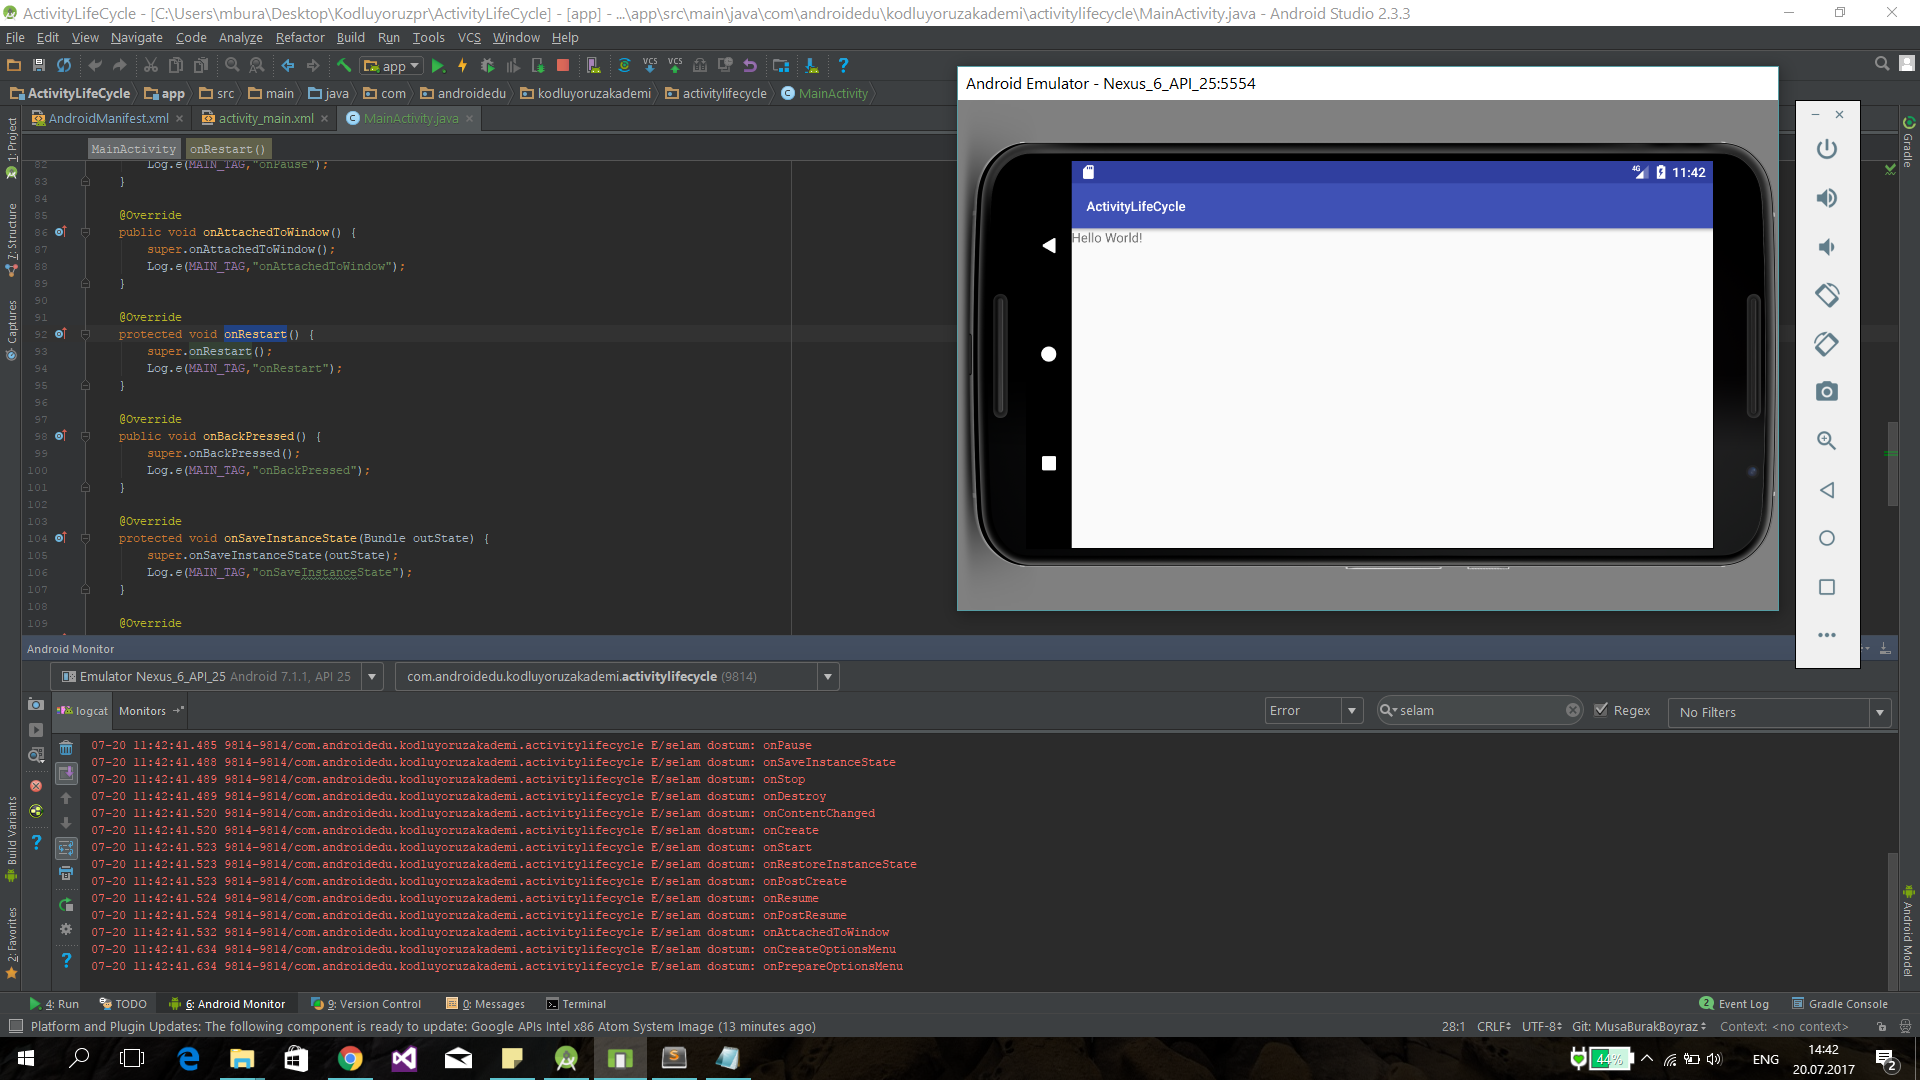 ActivityLifeCycle - [C:\Users\mbura\Desktop\Kodluyoruzpr\ActivityLifeCycle] - [app] - ...\app\src\main\java\com\androidedu\kodluyoruzakademi\activitylifecycle\MainActivity.java - Android Studio 2.3.3
File Edit View Navigate Code Analyze Refactor Build Run Tools VCS Window Help
app
VCS VCS
ActivityLifeCycle app src main java com androidedu kodluyoruzakademi activitylifecycle MainActivity
AndroidManifest.xml activity_main.xml MainActivity.java
MainActivity onRestart()
82 Log.e(MAIN_TAG,"onPause");
83 }
84
85 @Override
86 public void onAttachedToWindow() {
87 super.onAttachedToWindow();
88 Log.e(MAIN_TAG,"onAttachedToWindow");
89 }
90
91 @Override
92 protected void onRestart() {
93 super.onRestart();
94 Log.e(MAIN_TAG,"onRestart");
95 }
96
97 @Override
98 public void onBackPressed() {
99 super.onBackPressed();
100 Log.e(MAIN_TAG,"onBackPressed");
101 }
102
103 @Override
104 protected void onSaveInstanceState(Bundle outState) {
105 super.onSaveInstanceState(outState);
106 Log.e(MAIN_TAG,"onSaveInstanceState");
107 }
108
109 @Override
1: Project
7: Structure
Captures
Build Variants
2: Favorites
Android Emulator - Nexus_6_API_25:5554
4G 11:42
ActivityLifeCycle
Hello World!
Gradle
Android Model
Android Monitor
Emulator Nexus_6_API_25 Android 7.1.1, API 25
com.androidedu.kodluyoruzakademi.activitylifecycle (9814)
logcat Monitors
Error selam Regex No Filters
07-20 11:42:41.485 9814-9814/com.androidedu.kodluyoruzakademi.activitylifecycle E/selam dostum: onPause
07-20 11:42:41.488 9814-9814/com.androidedu.kodluyoruzakademi.activitylifecycle E/selam dostum: onSaveInstanceState
07-20 11:42:41.489 9814-9814/com.androidedu.kodluyoruzakademi.activitylifecycle E/selam dostum: onStop
07-20 11:42:41.489 9814-9814/com.androidedu.kodluyoruzakademi.activitylifecycle E/selam dostum: onDestroy
07-20 11:42:41.520 9814-9814/com.androidedu.kodluyoruzakademi.activitylifecycle E/selam dostum: onContentChanged
07-20 11:42:41.520 9814-9814/com.androidedu.kodluyoruzakademi.activitylifecycle E/selam dostum: onCreate
07-20 11:42:41.523 9814-9814/com.androidedu.kodluyoruzakademi.activitylifecycle E/selam dostum: onStart
07-20 11:42:41.523 9814-9814/com.androidedu.kodluyoruzakademi.activitylifecycle E/selam dostum: onRestoreInstanceState
07-20 11:42:41.523 9814-9814/com.androidedu.kodluyoruzakademi.activitylifecycle E/selam dostum: onPostCreate
07-20 11:42:41.524 9814-9814/com.androidedu.kodluyoruzakademi.activitylifecycle E/selam dostum: onResume
07-20 11:42:41.524 9814-9814/com.androidedu.kodluyoruzakademi.activitylifecycle E/selam dostum: onPostResume
07-20 11:42:41.532 9814-9814/com.androidedu.kodluyoruzakademi.activitylifecycle E/selam dostum: onAttachedToWindow
07-20 11:42:41.634 9814-9814/com.androidedu.kodluyoruzakademi.activitylifecycle E/selam dostum: onCreateOptionsMenu
07-20 11:42:41.634 9814-9814/com.androidedu.kodluyoruzakademi.activitylifecycle E/selam dostum: onPrepareOptionsMenu
4: Run TODO 6: Android Monitor 9: Version Control 0: Messages Terminal 2 Event Log Gradle Console
Platform and Plugin Updates: The following component is ready to update: Google APIs Intel x86 Atom System Image (13 minutes ago) 28:1 CRLF UTF-8 Git: MusaBurakBoyraz Context: <no context>
44% ENG 14:42
20.07.2017 2